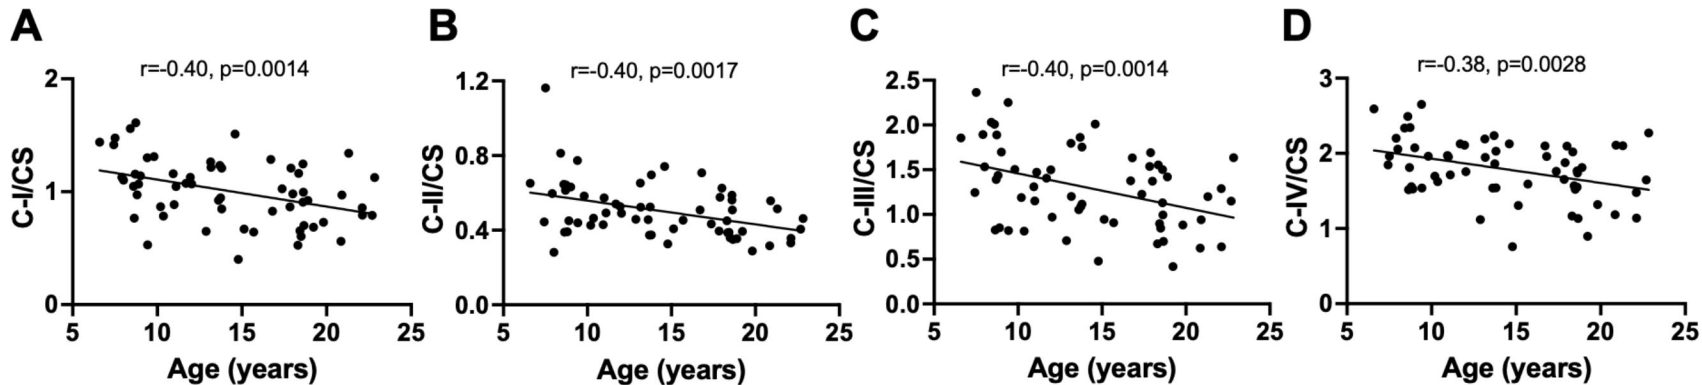 A
r=-0.40, p=0.0014
C-I/CS
2
1
0
5 10 15 20 25
Age (years)
B
r=-0.40, p=0.0017
C-II/CS
1.2
0.8
0.4
0.0
5 10 15 20 25
Age (years)
C
r=-0.40, p=0.0014
C-III/CS
2.5
2.0
1.5
1.0
0.5
0.0
5 10 15 20 25
Age (years)
D
r=-0.38, p=0.0028
C-IV/CS
3
2
1
0
5 10 15 20 25
Age (years)